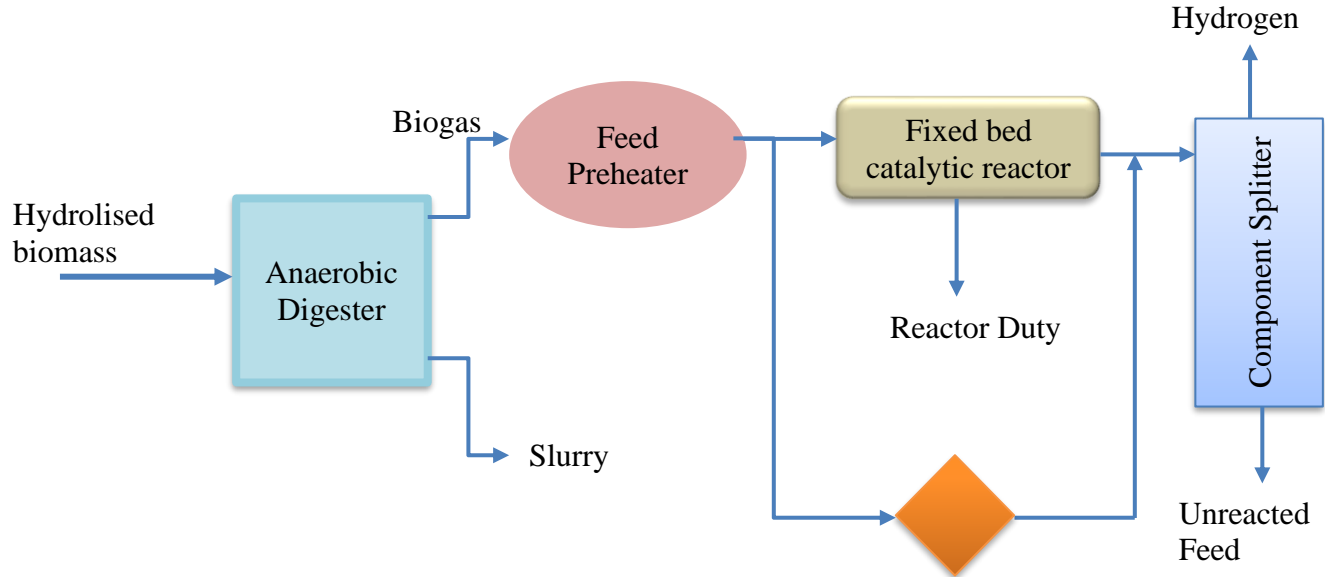 Hydrolised
biomass
Anaerobic
Digester
Biogas
Slurry
Feed
Preheater
Fixed bed
catalytic reactor
Reactor Duty
Hydrogen
Component Splitter
Unreacted
Feed